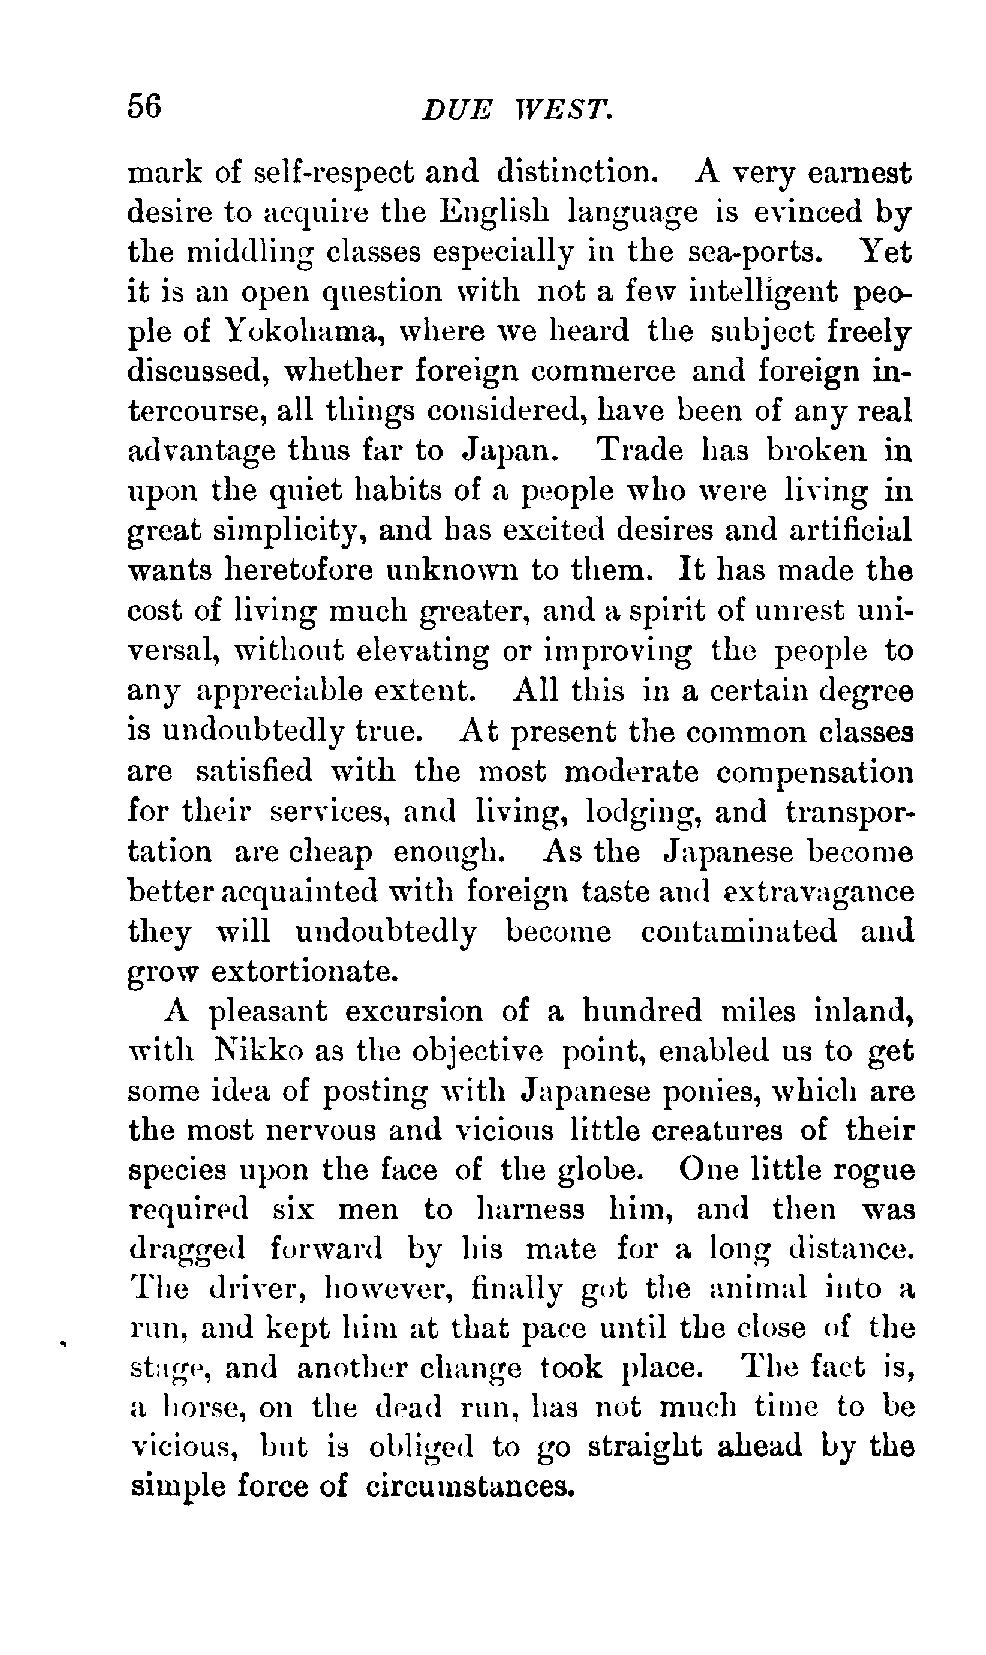 56 DUE WEST.
mark of self-respect and distinction. A very earnest
desire to acquire the English language is evinced by
the middling classes especially in the sea-ports. Yet
it is an open question with not a few intelligent peo-
ple of Yokohama, where we heard the subject freely
discussed, whether foreign commerce and foreign in-
tercourse, all things considered, have been of any real
advantage thus far to Japan. Trade has broken in
upon the quiet habits of a people who were living in
great simplicity, and has excited desires and artificial
wants heretofore unknown to them. It has made the
cost of living much greater, and a spirit of unrest uni-
versal, without elevating or improving the people to
any appreciable extent. All this in a certain degree
is undoubtedly true. At present the common classes
are satisfied with the most moderate compensation
for their services, and living, lodging, and transpor-
tation are cheap enough. As the Japanese become
better acquainted with foreign taste and extravagance
they will undoubtedly become contaminated and
grow extortionate.
A pleasant excursion of a hundred miles inland,
with Nikko as the objective point, enabled us to get
some idea of posting with Japanese ponies, which are
the most nervous and vicious little creatures of their
species upon the face of the globe. One little rogue
required six men to harness him, and then was
dragged forward by his mate for a long distance.
The driver, however, finally got the animal into a
run, and kept him at that pace until the close of the
stage, and another change took place. The fact is,
a horse, on the dead run, has not much time to be
vicious, but is obliged to go straight ahead by the
simple force of circumstances.